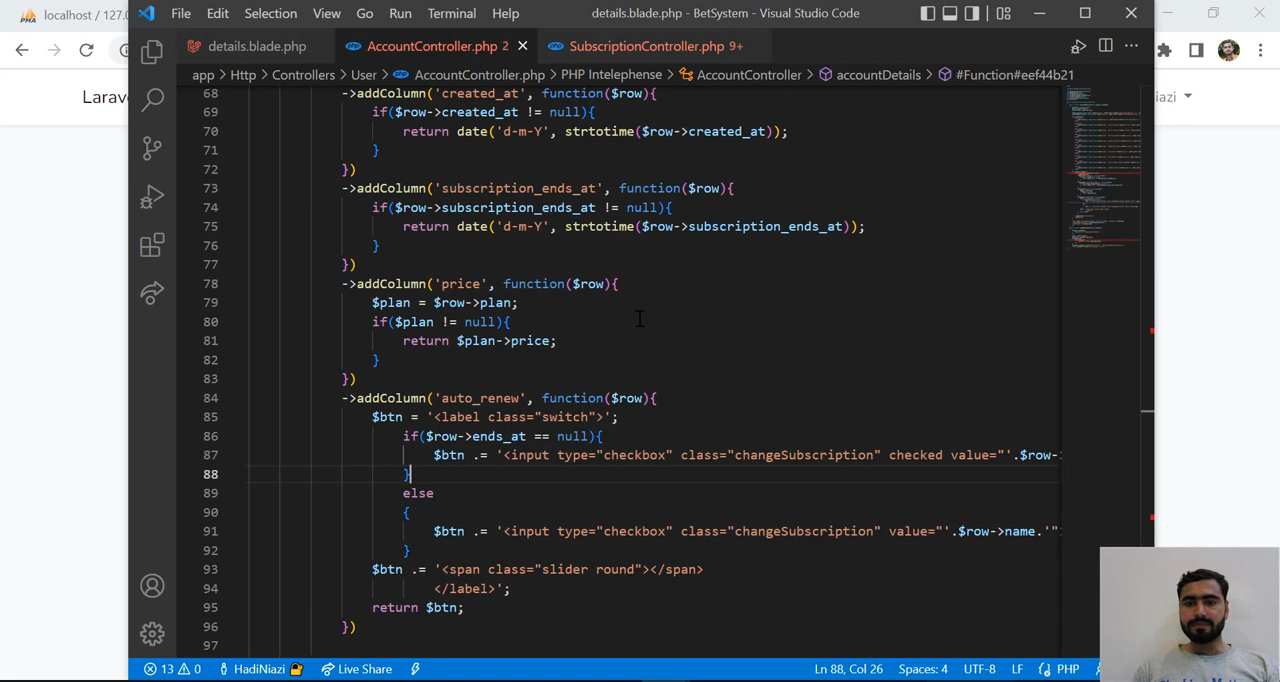 localhost / 127.0
File Edit Selection View Go Run Terminal Help
details.blade.php - BetSystem - Visual Studio Code
details.blade.php
AccountController.php 2
SubscriptionController.php 9+
app > Http > Controllers > User > AccountController.php > PHP Intelephense > AccountController > accountDetails > #Function#eef44b21
Larav
iazi
68 ->addColumn('created_at', function($row){
69 if($row->created_at != null){
70 return date('d-m-Y', strtotime($row->created_at));
71 }
72 })
73 ->addColumn('subscription_ends_at', function($row){
74 if($row->subscription_ends_at != null){
75 return date('d-m-Y', strtotime($row->subscription_ends_at));
76 }
77 })
78 ->addColumn('price', function($row){
79 $plan = $row->plan;
80 if($plan != null){
81 return $plan->price;
82 }
83 })
84 ->addColumn('auto_renew', function($row){
85 $btn = '<label class="switch">';
86 if($row->ends_at == null){
87 $btn .= '<input type="checkbox" class="changeSubscription" checked value="'.$row->
88 }
89 else
90 {
91 $btn .= '<input type="checkbox" class="changeSubscription" value="'.$row->name.'">
92 }
93 $btn .= '<span class="slider round"></span>
94 </label>';
95 return $btn;
96 })
97
13 0 HadiNiazi Live Share Ln 88, Col 26 Spaces: 4 UTF-8 LF PHP